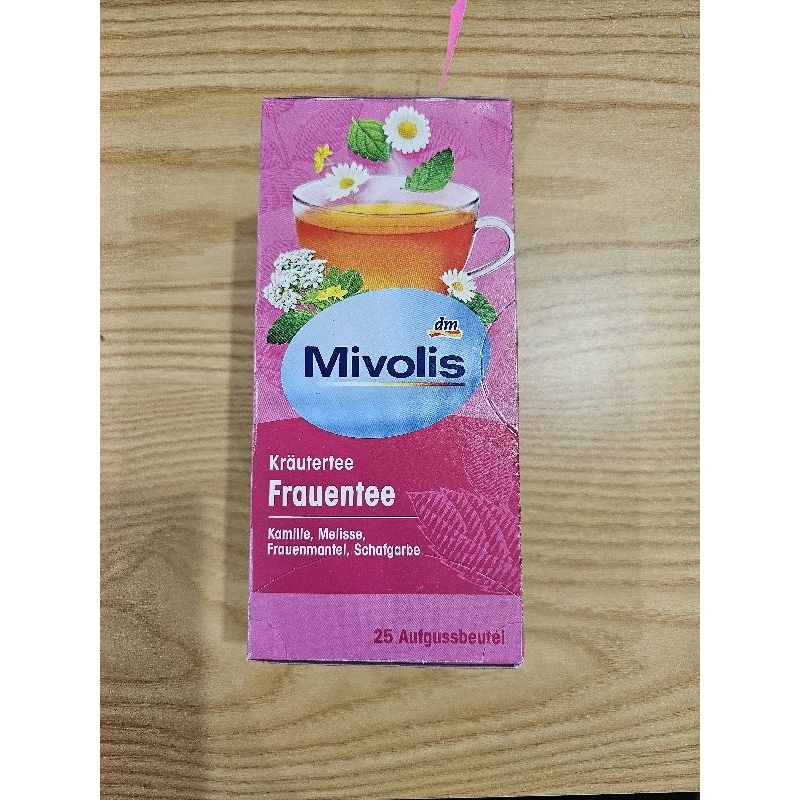 dm
Mivolis
Kräutertee
Frauentee
Kamille, Melisse,
Frauenmantel, Schafgarbe
25 Aufgussbeutel